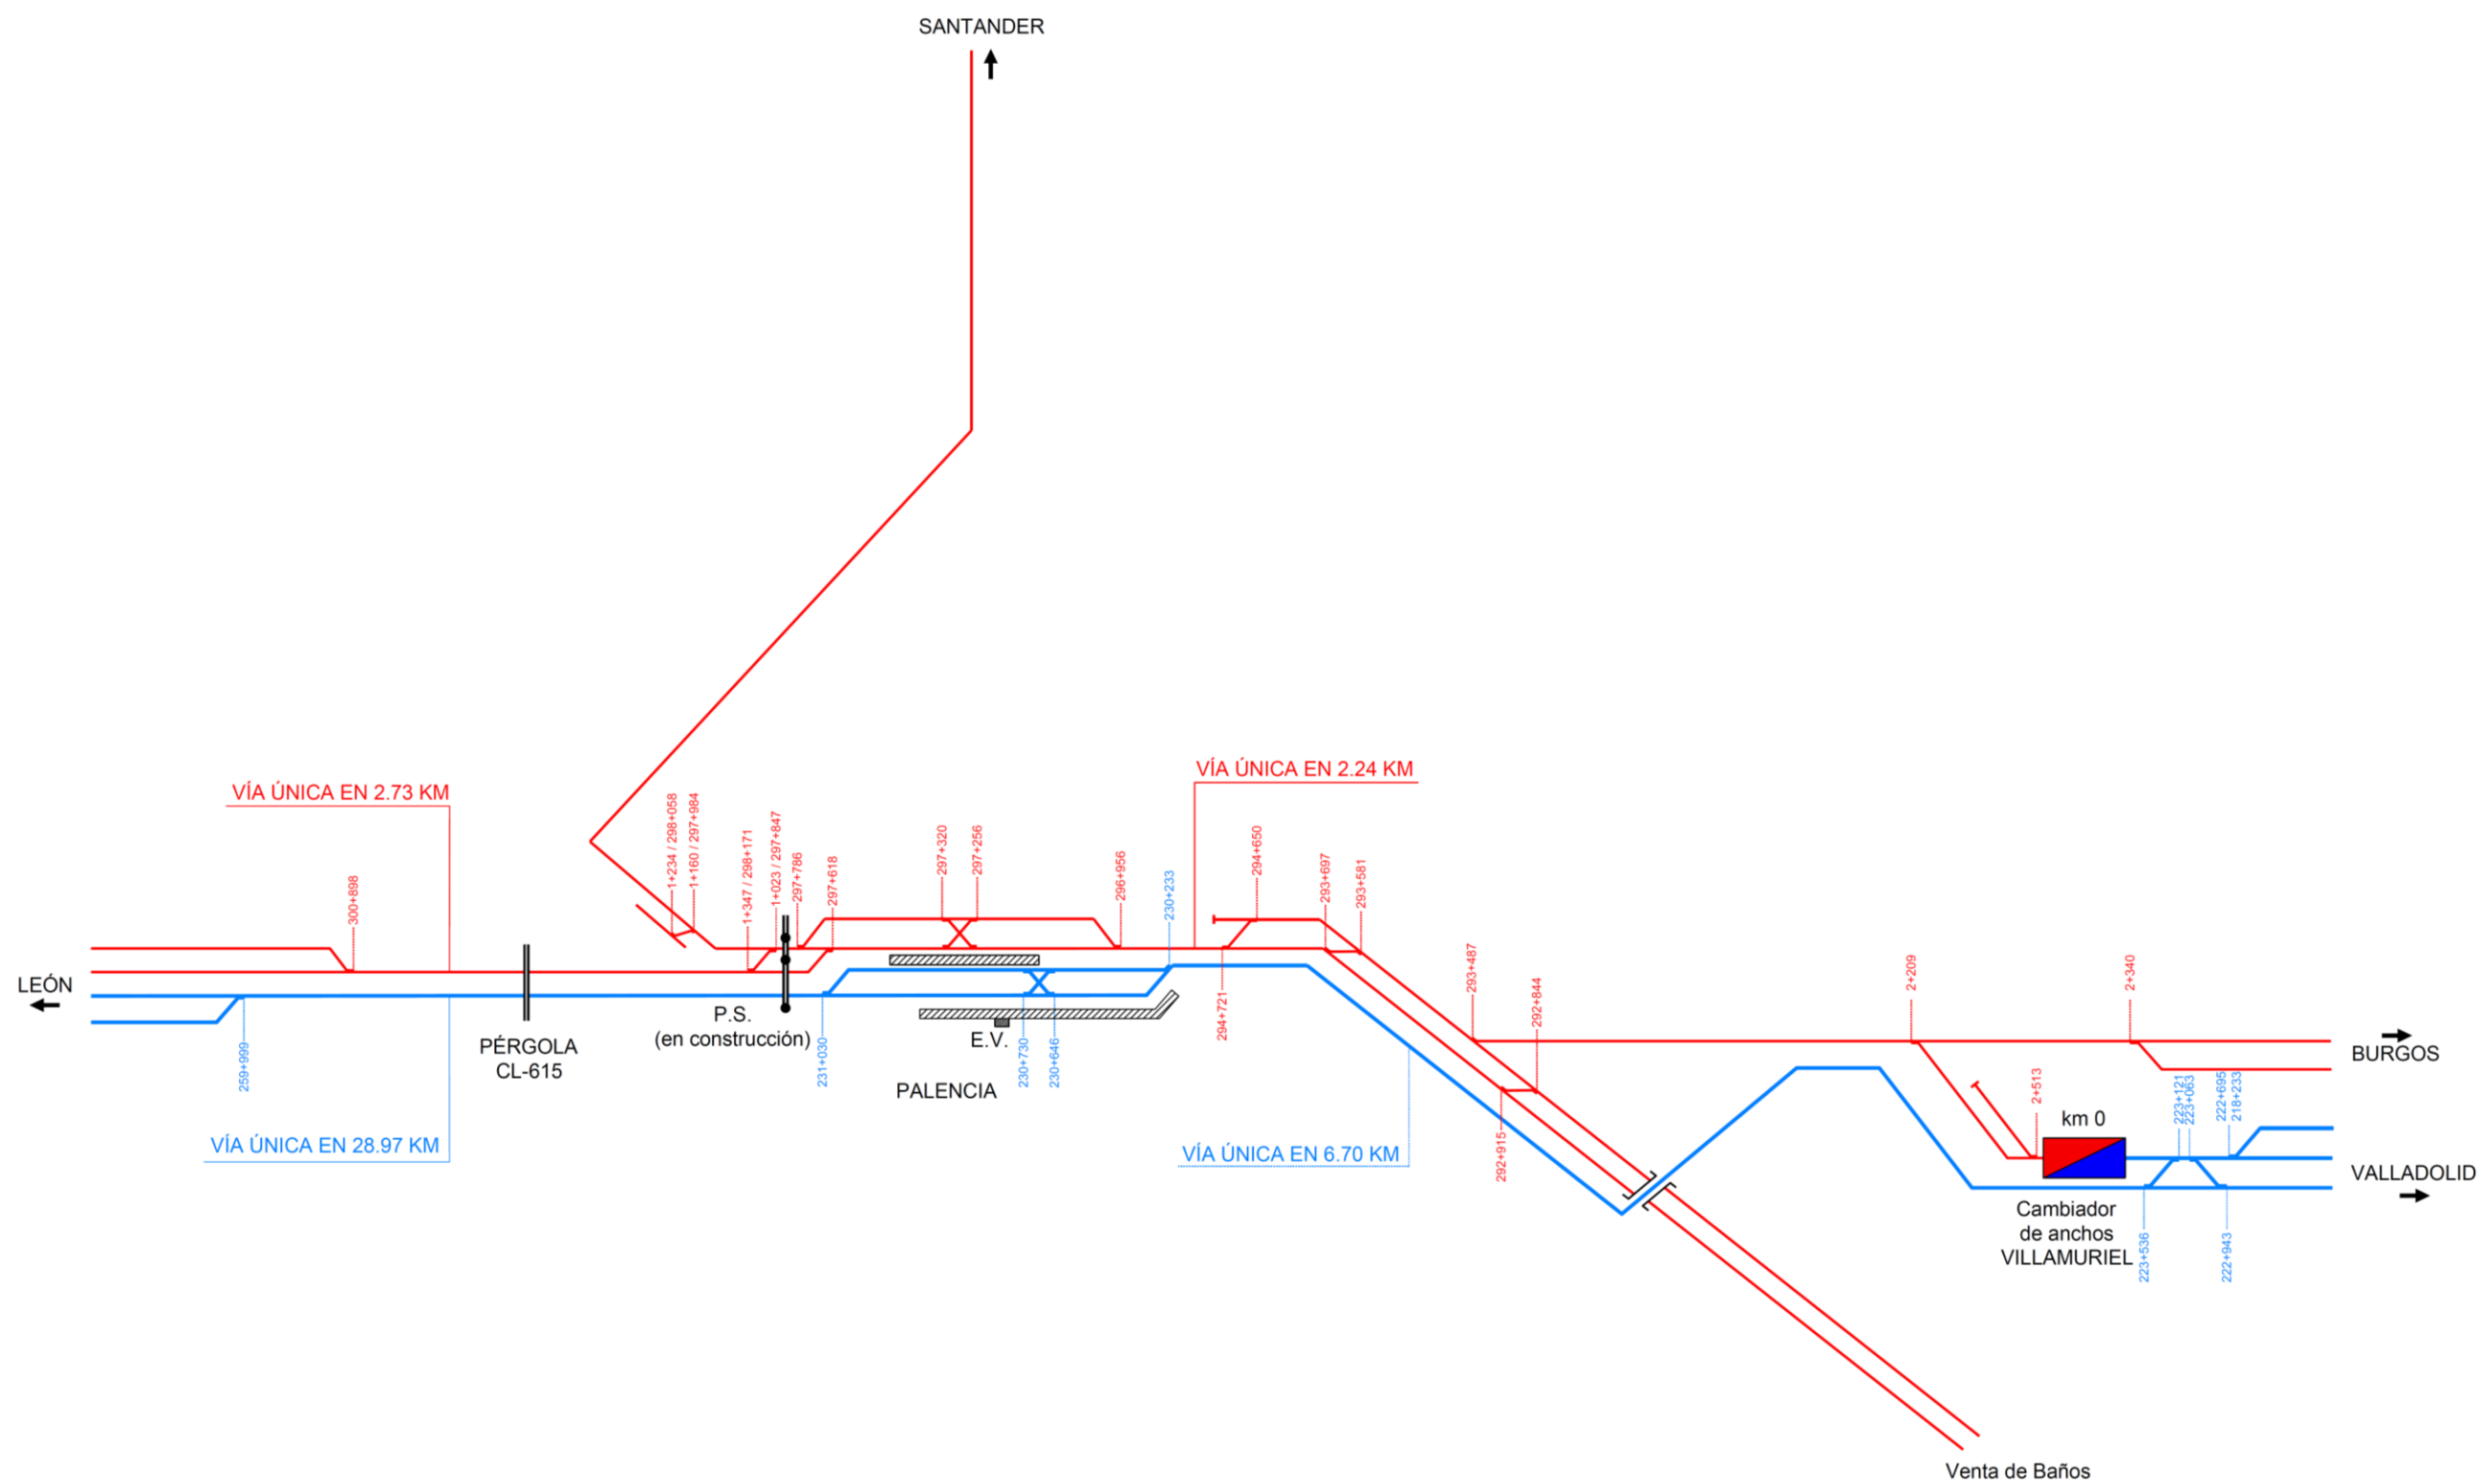 SANTANDER
VÍA ÚNICA EN 2.24 KM
VÍA ÚNICA EN 2.73 KM
1+234 / 298+058
1+160 / 297+984
1+347 / 298+171
1+023 / 297+847
297+786
297+618
297+320
297+256
296+956
230+233
294+650
293+697
293+581
300+898
293+487
292+844
2+209
2+340
LEÓN
259+999
PÉRGOLA
CL-615
P.S.
(en construcción)
231+030
E.V.
230+730
230+646
PALENCIA
294+721
BURGOS
2+513
km 0
223+121
223+063
222+695
218+233
VÍA ÚNICA EN 28.97 KM
VÍA ÚNICA EN 6.70 KM
292+915
VALLADOLID
Cambiador
de anchos
VILLAMURIEL
223+536
222+943
Venta de Baños